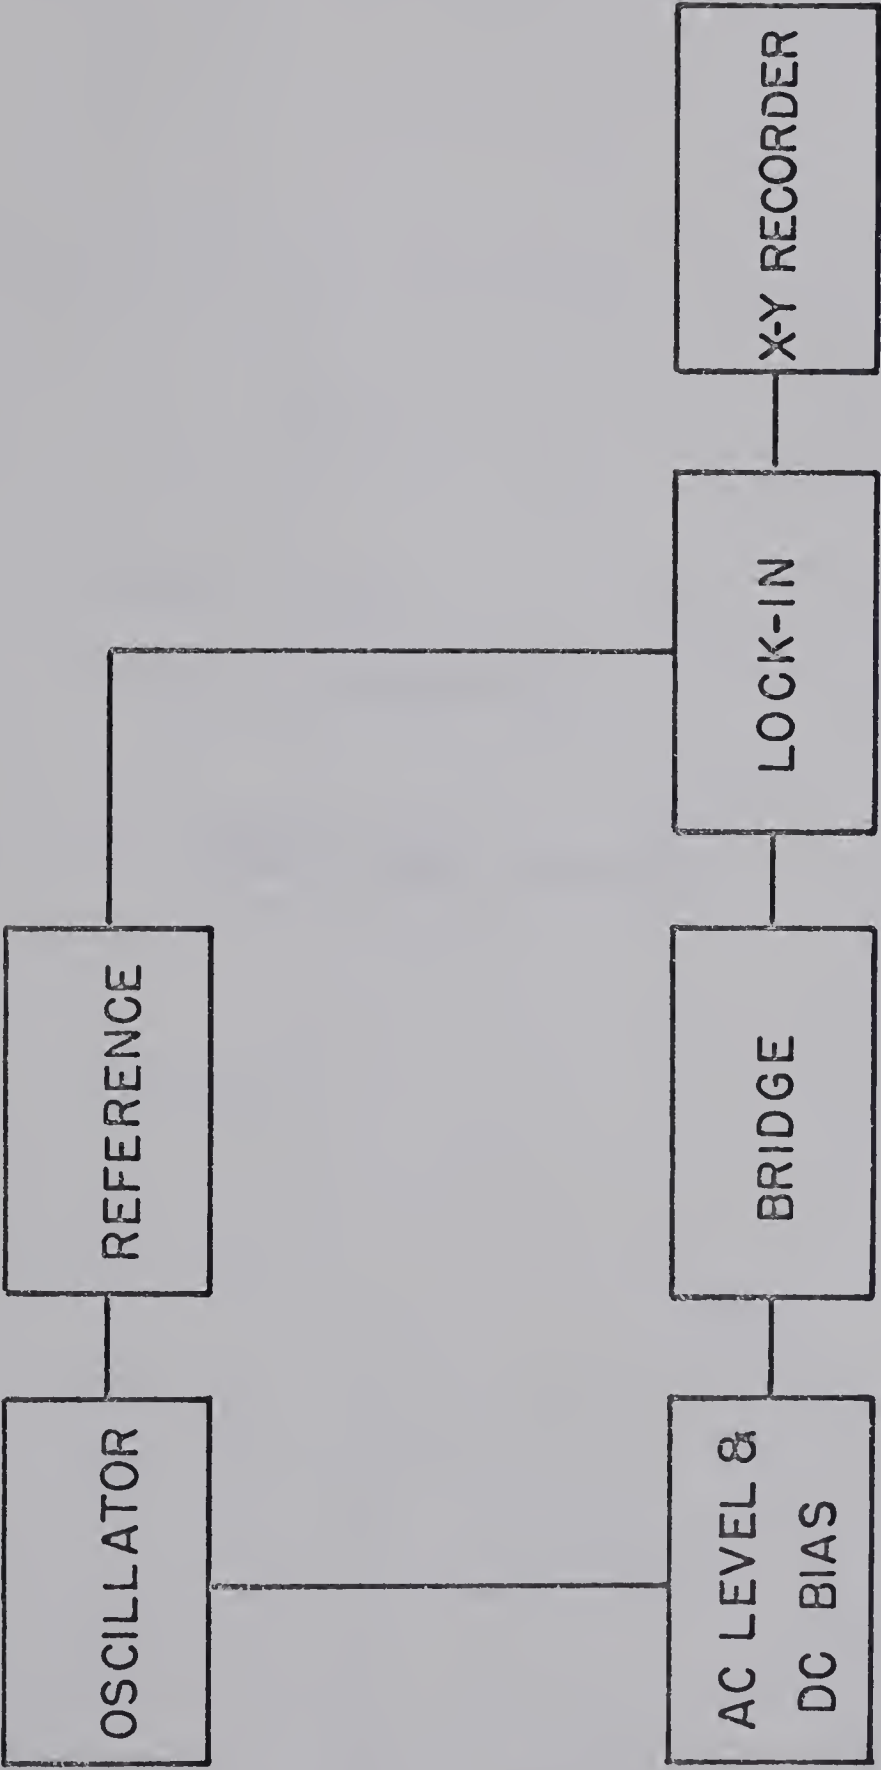 OSCILLATOR
REFERENCE
AC LEVEL &
DC BIAS
BRIDGE
LOCK-IN
X-Y RECORDER